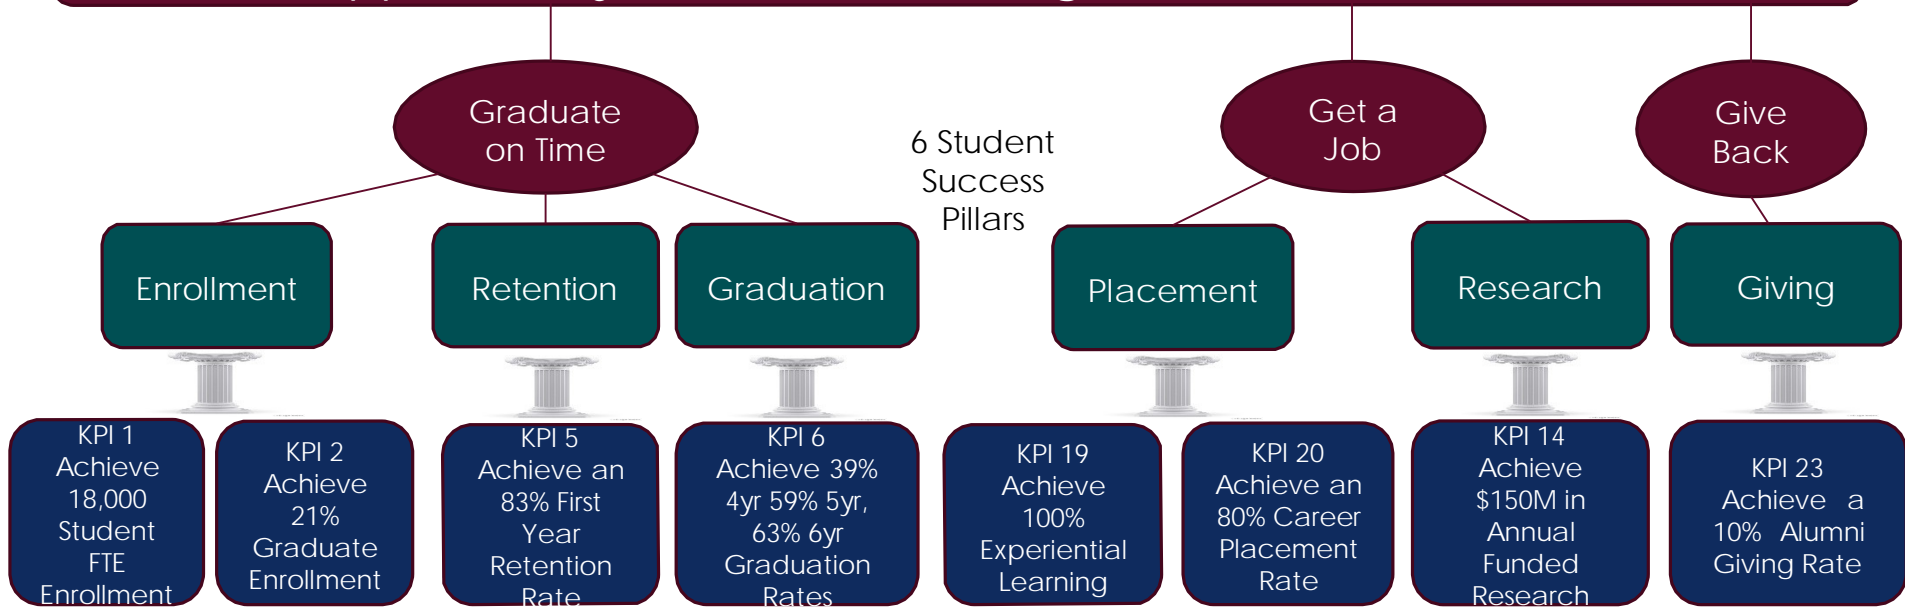 Graduate
on Time
6 Student
Success
Pillars
Get a
Job
Give
Back
Enrollment
Retention
Graduation
Placement
Research
Giving
KPI 1
Achieve
18,000
Student
FTE
Enrollment
KPI 2
Achieve
21%
Graduate
Enrollment
KPI 5
Achieve an
83% First
Year
Retention
Rate
KPI 6
Achieve 39%
4yr 59% 5yr,
63% 6yr
Graduation
Rates
KPI 19
Achieve
100%
Experiential
Learning
KPI 20
Achieve an
80% Career
Placement
Rate
KPI 14
Achieve
$150M in
Annual
Funded
Research
KPI 23
Achieve a
10% Alumni
Giving Rate